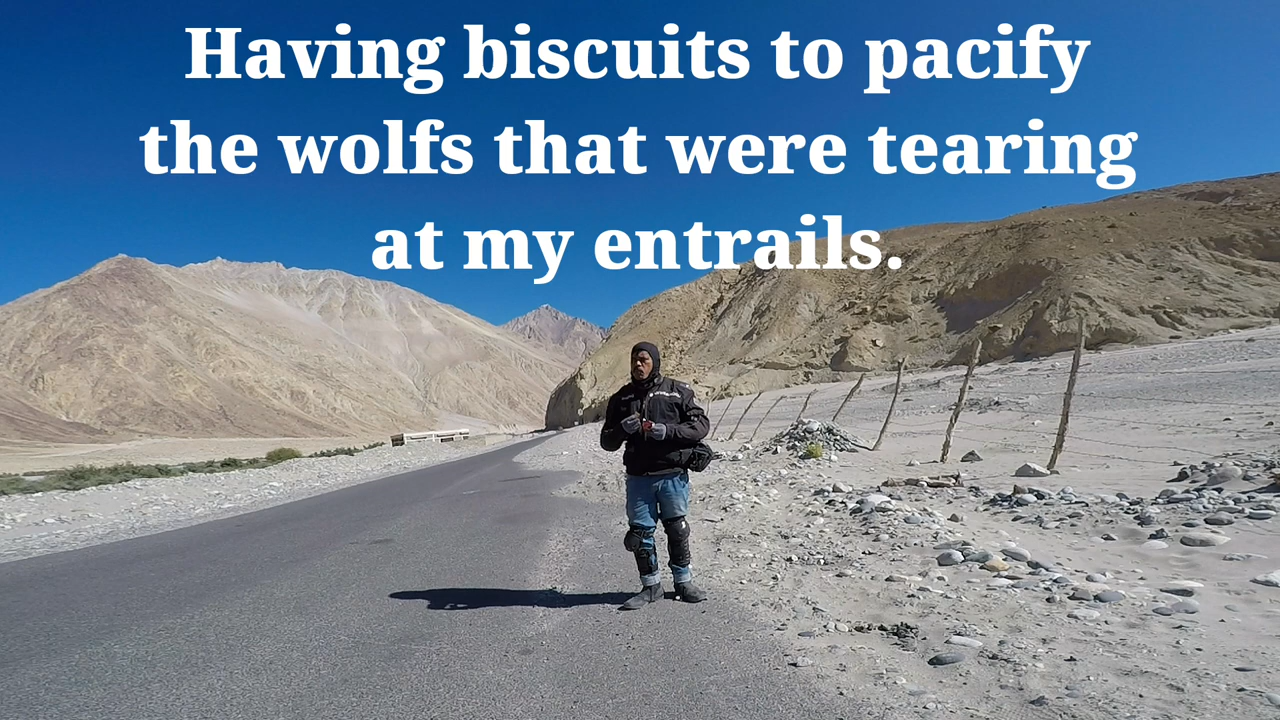 Having biscuits to pacify
the wolfs that were tearing
at my entrails.